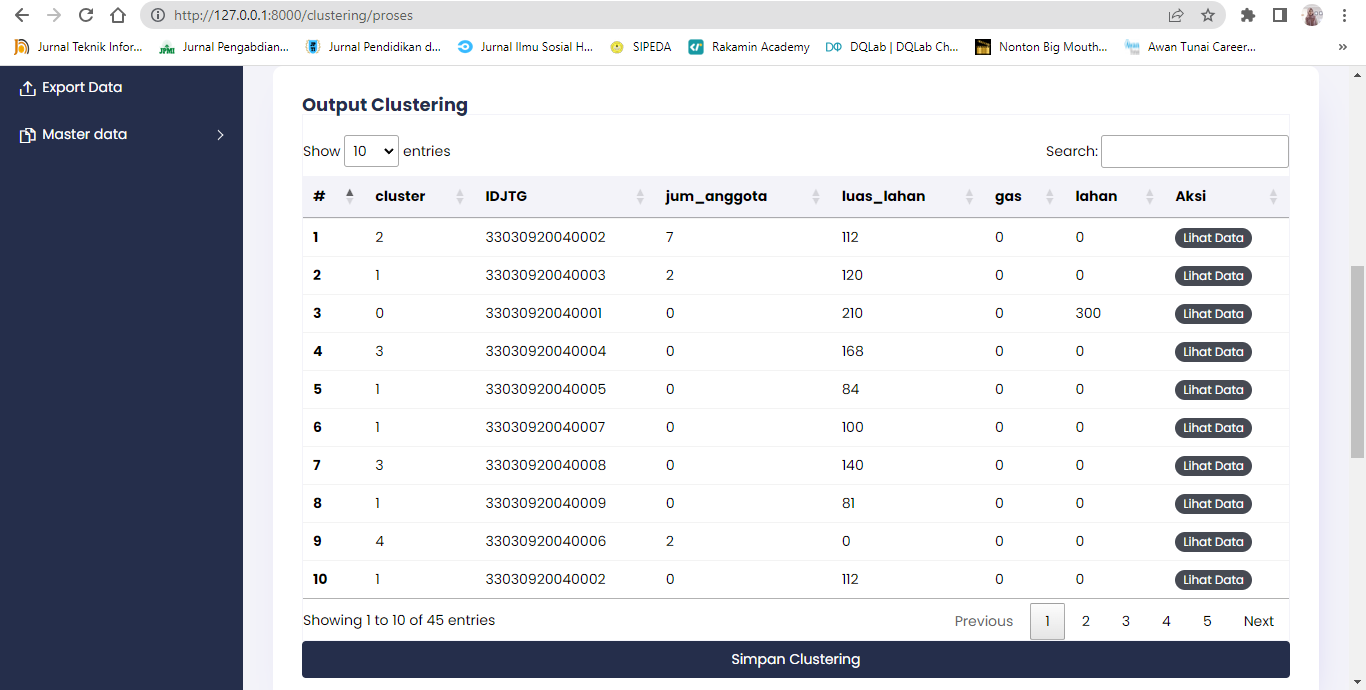 http://127.0.0.1:8000/clustering/proses
Jurnal Teknik Infor... Jurnal Pengabdian... Jurnal Pendidikan d... Jurnal Ilmu Sosial H... SIPEDA Rakamin Academy DQLab | DQLab Ch... Nonton Big Mouth... Awan Tunai Career... »
Export Data
Master data
Output Clustering
Show 10 entries Search:
# cluster IDJTG jum_anggota luas_lahan gas lahan Aksi
1 2 33030920040002 7 112 0 0 Lihat Data
2 1 33030920040003 2 120 0 0 Lihat Data
3 0 33030920040001 0 210 0 300 Lihat Data
4 3 33030920040004 0 168 0 0 Lihat Data
5 1 33030920040005 0 84 0 0 Lihat Data
6 1 33030920040007 0 100 0 0 Lihat Data
7 3 33030920040008 0 140 0 0 Lihat Data
8 1 33030920040009 0 81 0 0 Lihat Data
9 4 33030920040006 2 0 0 0 Lihat Data
10 1 33030920040002 0 112 0 0 Lihat Data
Showing 1 to 10 of 45 entries Previous 1 2 3 4 5 Next
Simpan Clustering